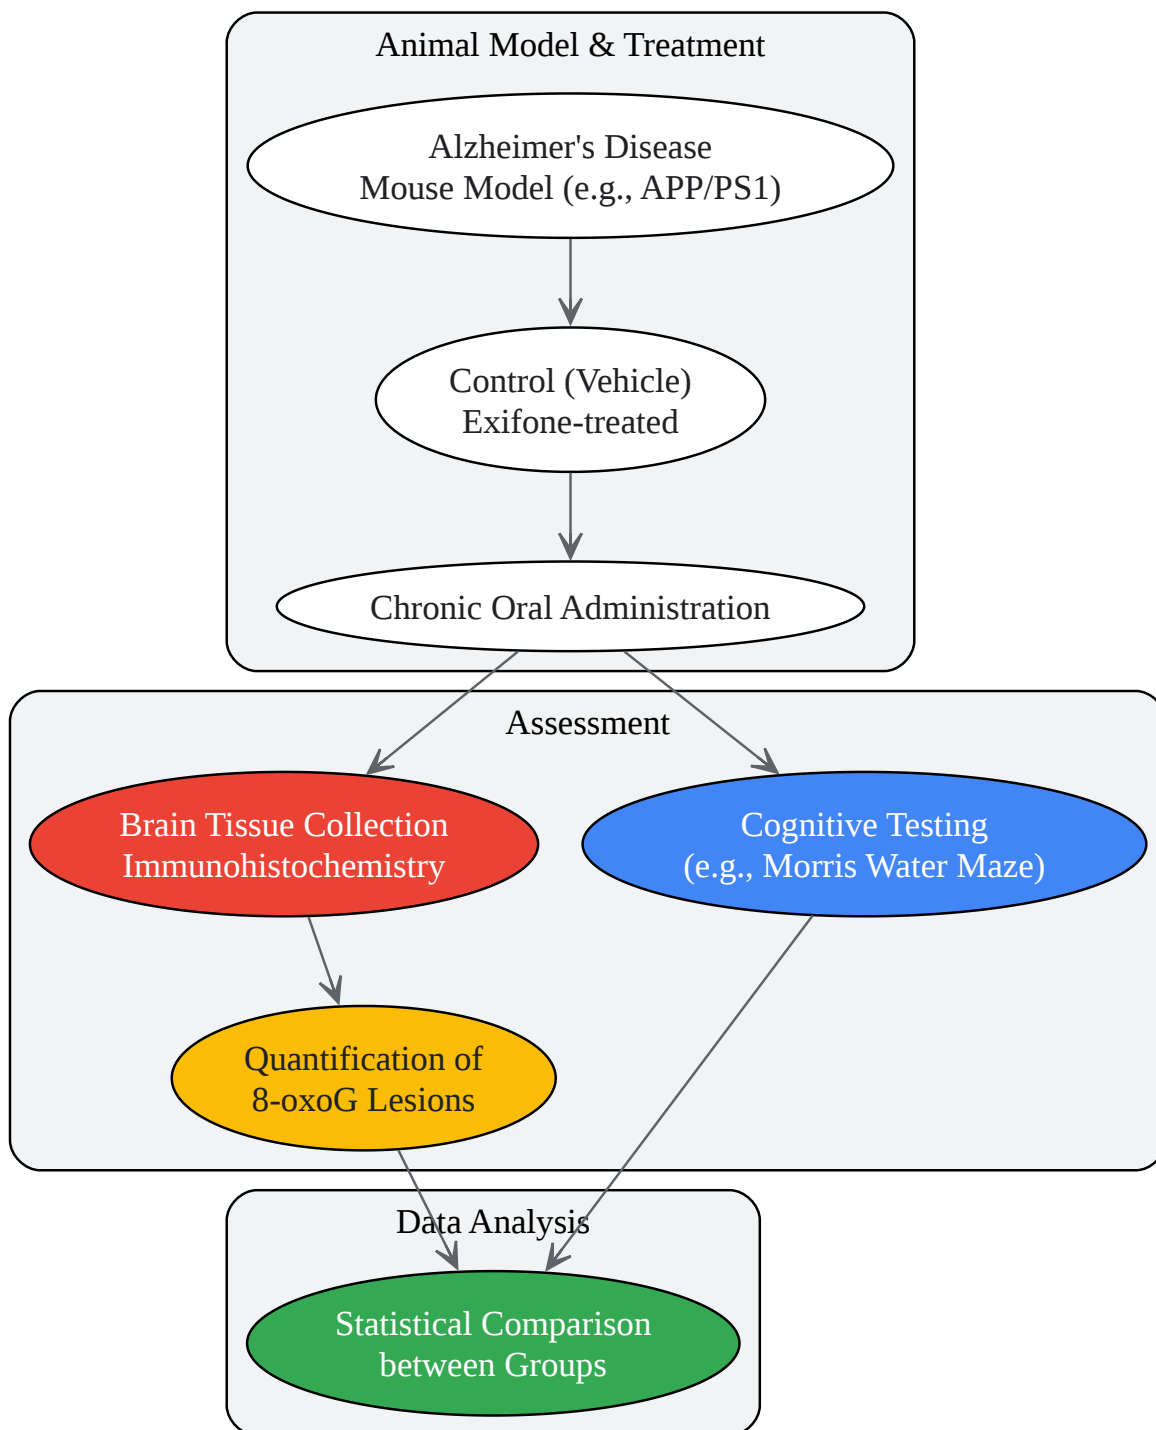 Animal Model & Treatment
Alzheimer's Disease
Mouse Model (e.g., APP/PS1)
Control (Vehicle)
Exifone-treated
Chronic Oral Administration
Assessment
Brain Tissue Collection
Immunohistochemistry
Cognitive Testing
(e.g., Morris Water Maze)
Quantification of
8-oxoG Lesions
Data Analysis
Statistical Comparison
between Groups